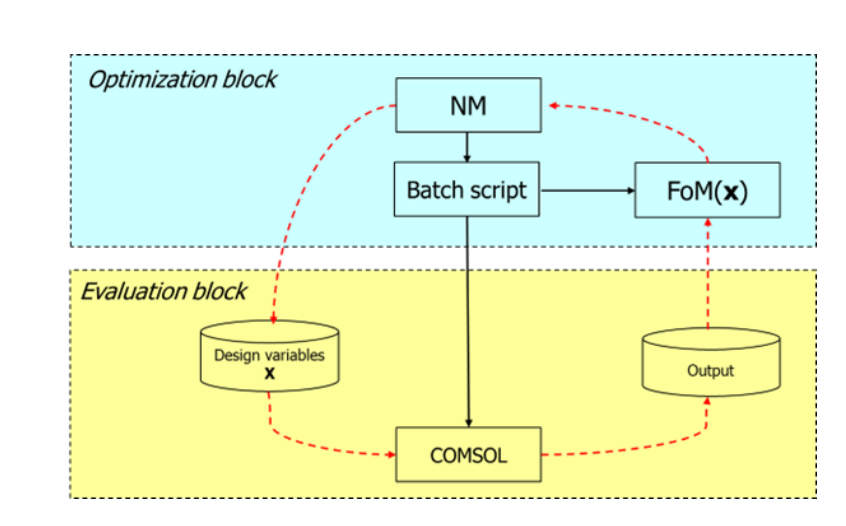 Optimization block
NM
Batch script
FoM(x)
Evaluation block
Design variables
x
Output
COMSOL